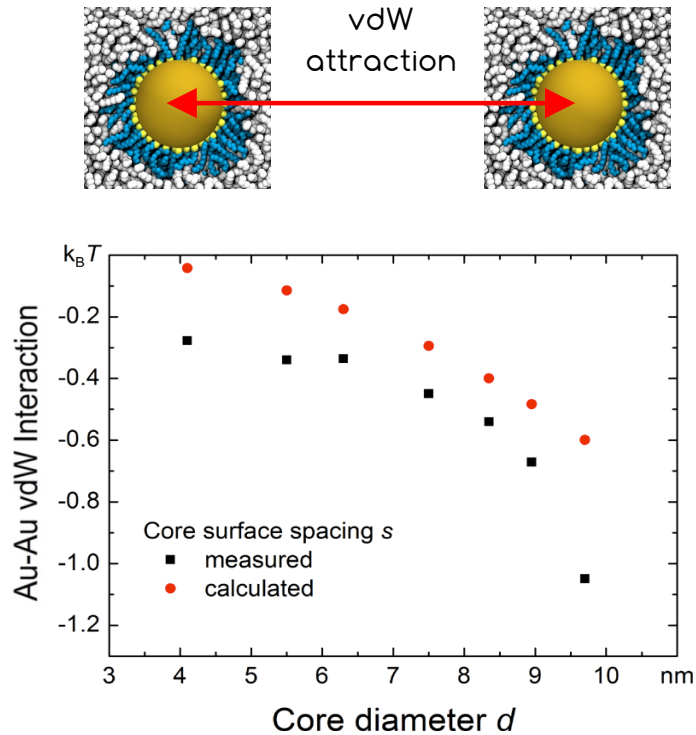 vdW
attraction
k_BT
-0.2
-0.4
-0.6
-0.8
-1.0
-1.2
Au-Au vdW Interaction
Core surface spacing s
measured
calculated
3 4 5 6 7 8 9 10 nm
Core diameter d